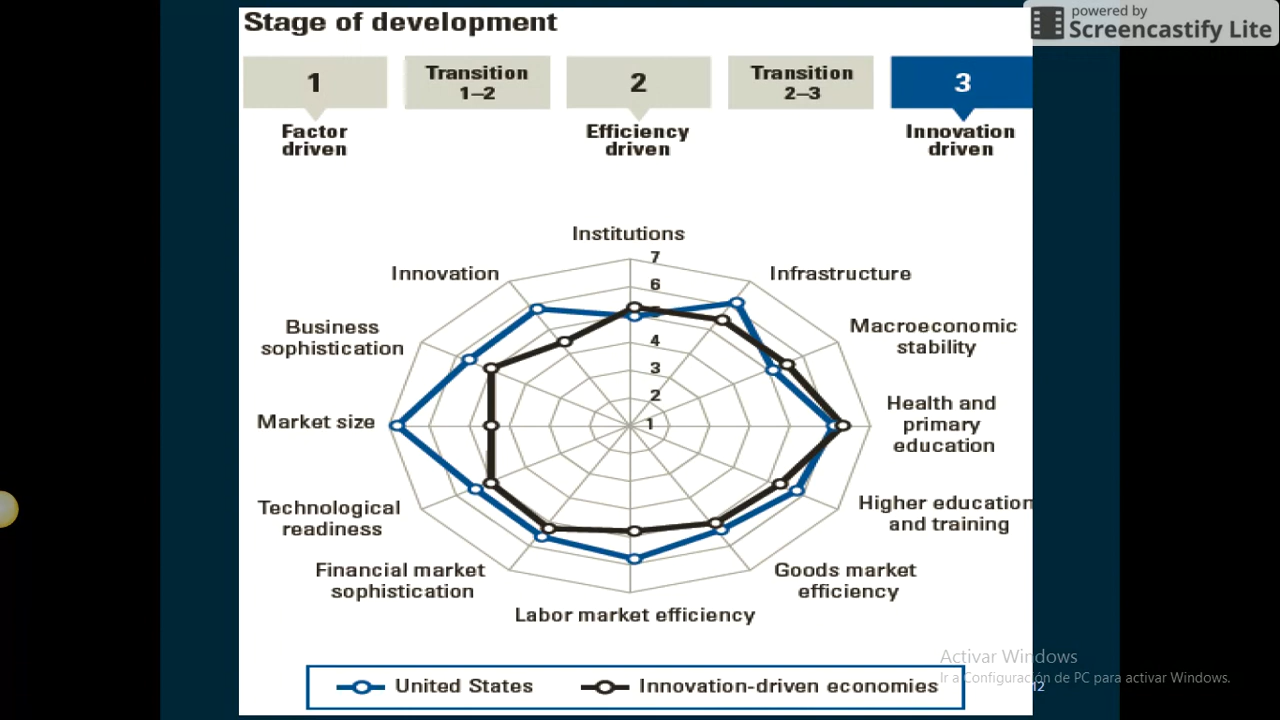 Stage of development
powered by
Screencastify Lite
1
Transition
1–2
2
Transition
2–3
3
Factor
driven
Efficiency
driven
Innovation
driven
Institutions
7
Innovation
Infrastructure
6
Business
sophistication
Macroeconomic
stability
4
3
2
Market size
1
Health and
primary
education
Technological
readiness
Higher education
and training
Financial market
sophistication
Goods market
efficiency
Labor market efficiency
United States
Innovation-driven economies
Activar Windows
Ir a Configuración de PC para activar Windows.
12